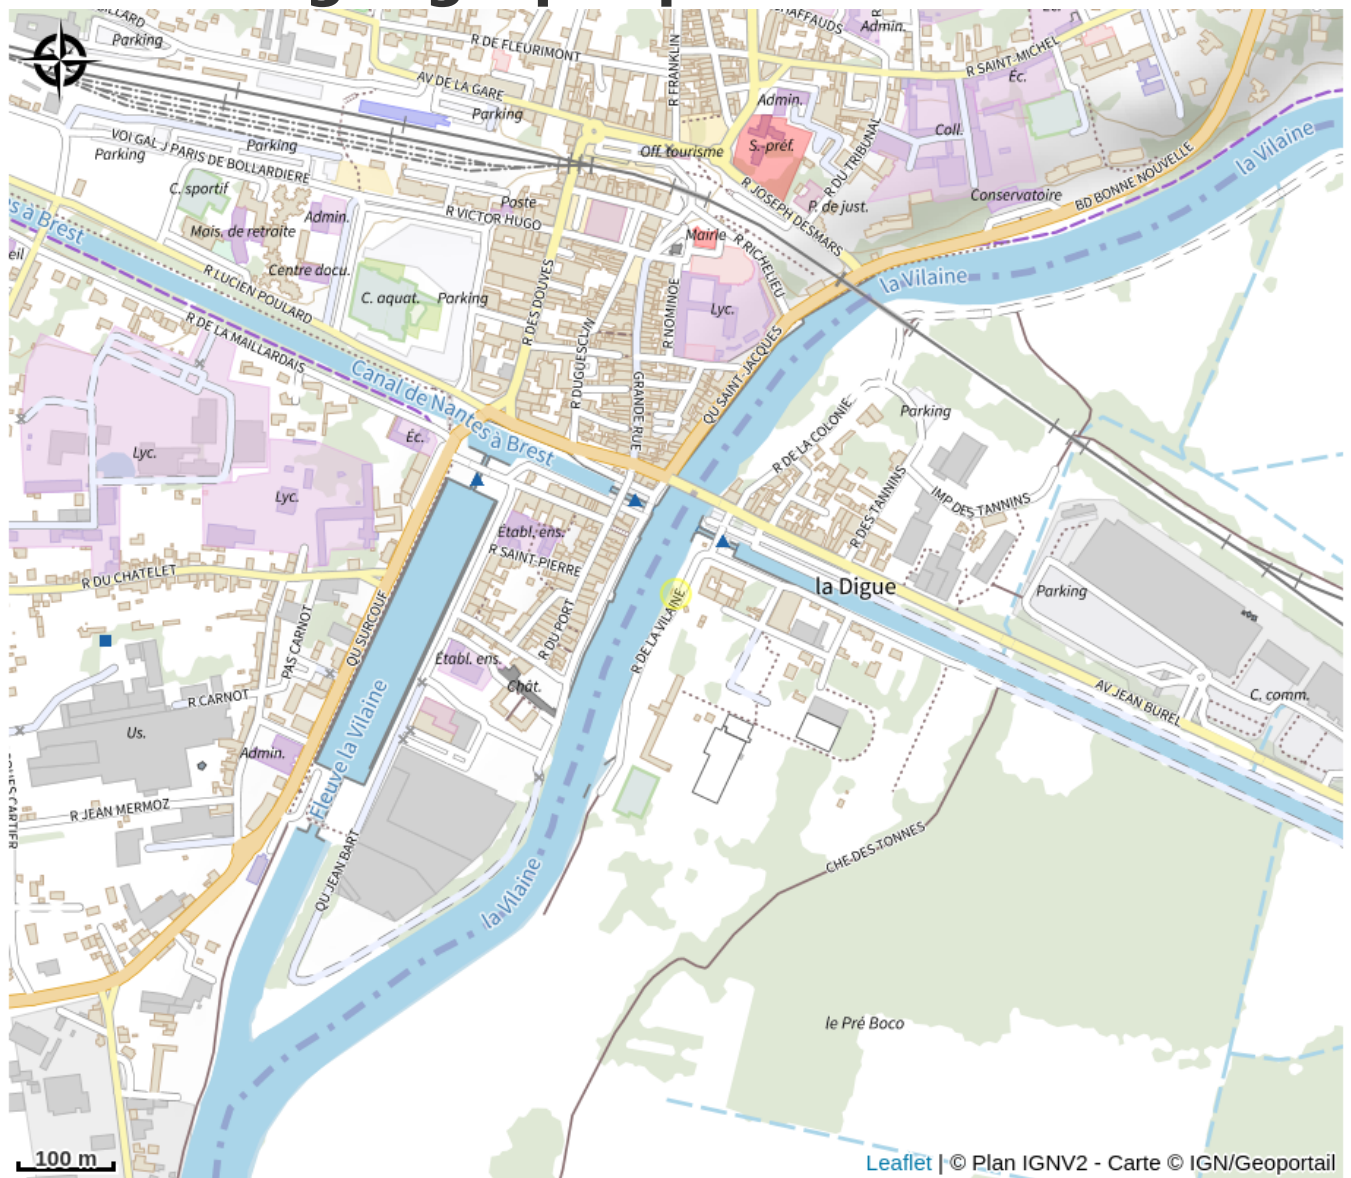 Parking
R DE FLEURIMONT
R FRANKLIN
Admin.
R SAINT-MICHEL
Éc.
AV DE LA GARE
Parking
Admin.
Coll.
VOI GAL J PARIS DE BOLLARDIERE
Parking
Parking
Off. tourisme
S.-préf.
R DU TRIBUNAL
la Vilaine
C. sportif
Poste
R VICTOR HUGO
R JOSEPH DESMARS
P. de just.
Conservatoire
BD BONNE NOUVELLE
Admin.
Mais. de retraite
Mairie
R RICHELIEU
s à Brest
Centre docu.
R LUCIEN POULARD
C. aquat.
Parking
R DES DOUVES
R NOMINOE
Lyc.
la Vilaine
R DE LA MAILLARDAIS
R DUGUESCLIN
GRANDE RUE
QU SAINT-JACQUES
Canal de Nantes à Brest
R DE LA COLONIE
Parking
Éc.
Lyc.
Lyc.
R DES TANNINS
IMP DES TANNINS
Établ. ens.
R SAINT-PIERRE
R DU CHATELET
la Digue
Parking
QU SURCOUF
PAS CARNOT
R DU PORT
R DE LA VILAINE
Établ. ens.
Chât.
R CARNOT
AV JEAN BUREL
C. comm.
Us.
Admin.
Fleuve la Vilaine
R JEAN MERMOZ
QU JEAN BART
CHE DES TONNES
la Vilaine
le Pré Boco
100 m
Leaflet | © Plan IGNV2 - Carte © IGN/Geoportail